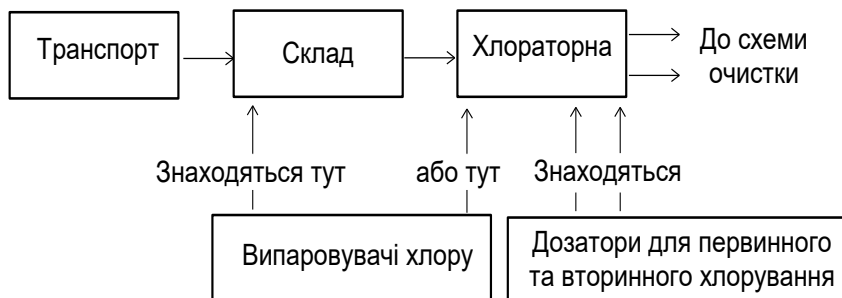 Транспорт
Склад
Хлораторна
До схеми
очистки
Знаходяться тут
або тут
Знаходяться
Випаровувачі хлору
Дозатори для первинного
та вторинного хлорування